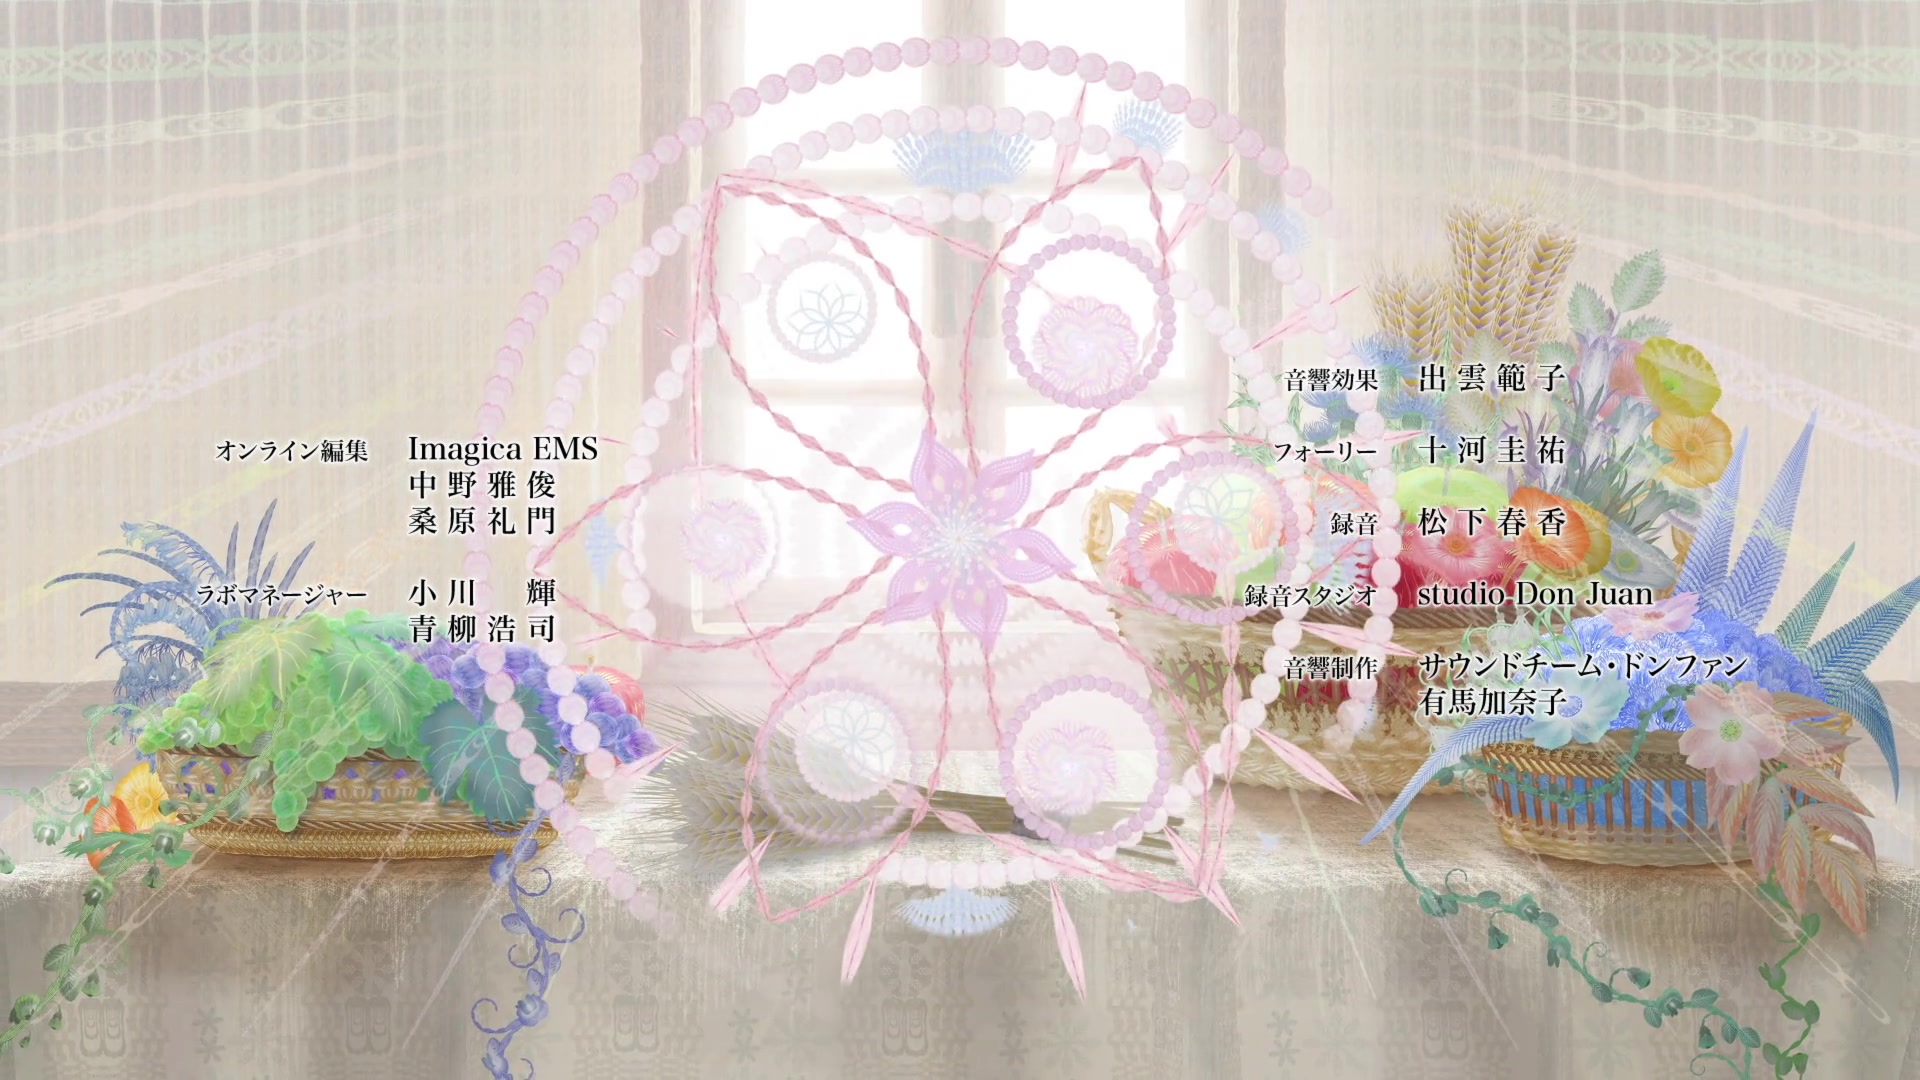 オンライン編集 Imagica EMS
中野雅俊
桑原礼門
ラボマネージャー 小川 輝
青柳浩司
音響効果 出雲範子
フォーリー 十河圭祐
録音 松下春香
録音スタジオ studio Don Juan
音響制作 サウンドチーム・ドンファン
有馬加奈子